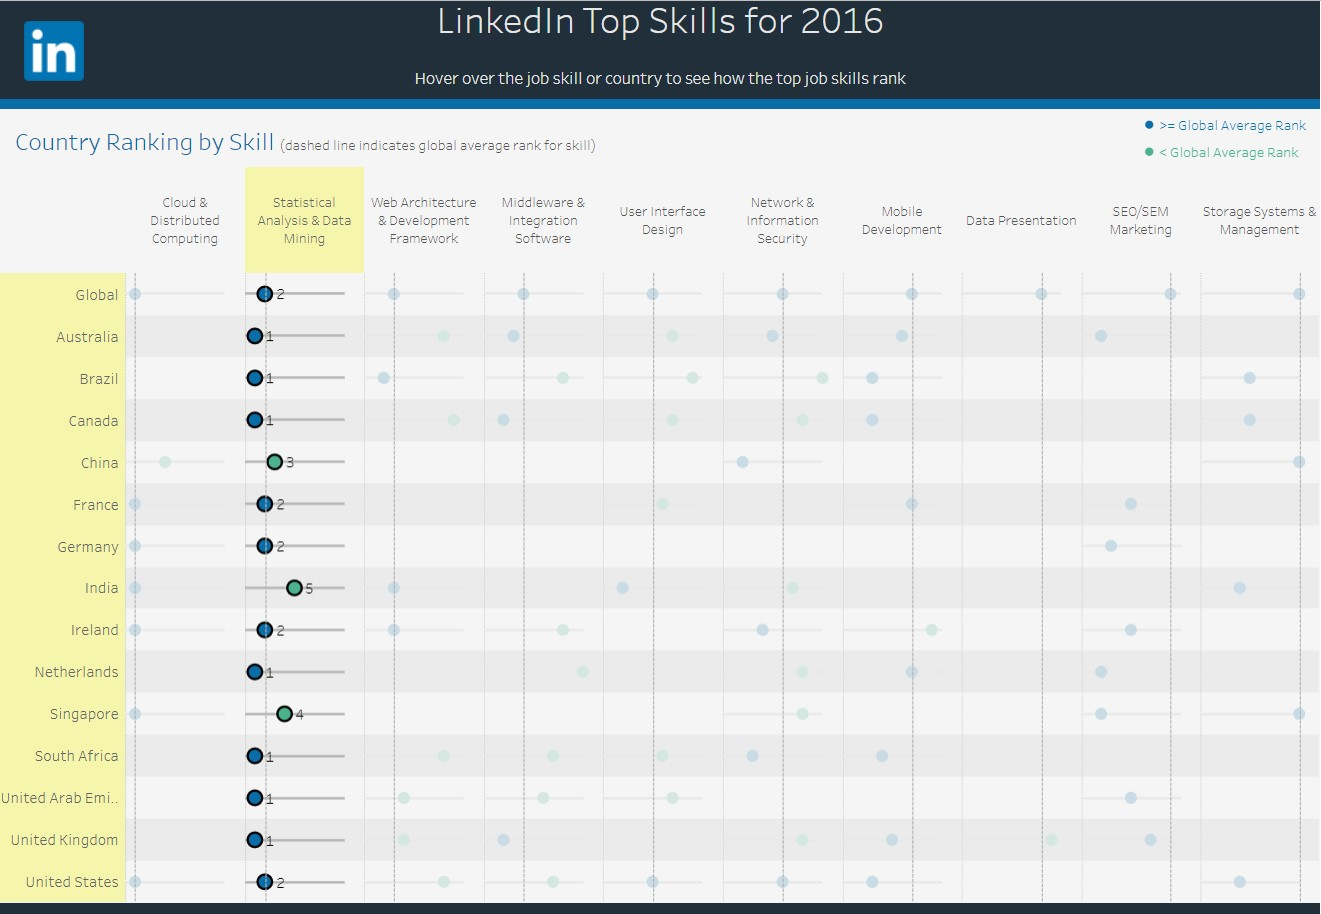 in
LinkedIn Top Skills for 2016
Hover over the job skill or country to see how the top job skills rank
>= Global Average Rank
Country Ranking by Skill (dashed line indicates global average rank for skill)
< Global Average Rank
Cloud &
Distributed
Computing
Statistical
Analysis & Data
Mining
Web Architecture
& Development
Framework
Middleware &
Integration
Software
User Interface
Design
Network &
Information
Security
Mobile
Development
Data Presentation
SEO/SEM
Marketing
Storage Systems &
Management
Global 2
Australia 1
Brazil 1
Canada 1
China 3
France 2
Germany 2
India 5
Ireland 2
Netherlands 1
Singapore 4
South Africa 1
United Arab Emi.. 1
United Kingdom 1
United States 2